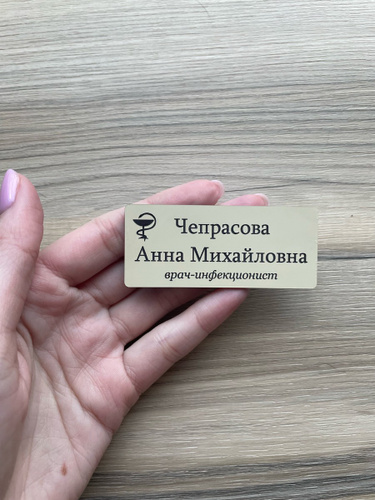 Чепрасова
Анна Михайловна
врач-инфекционист